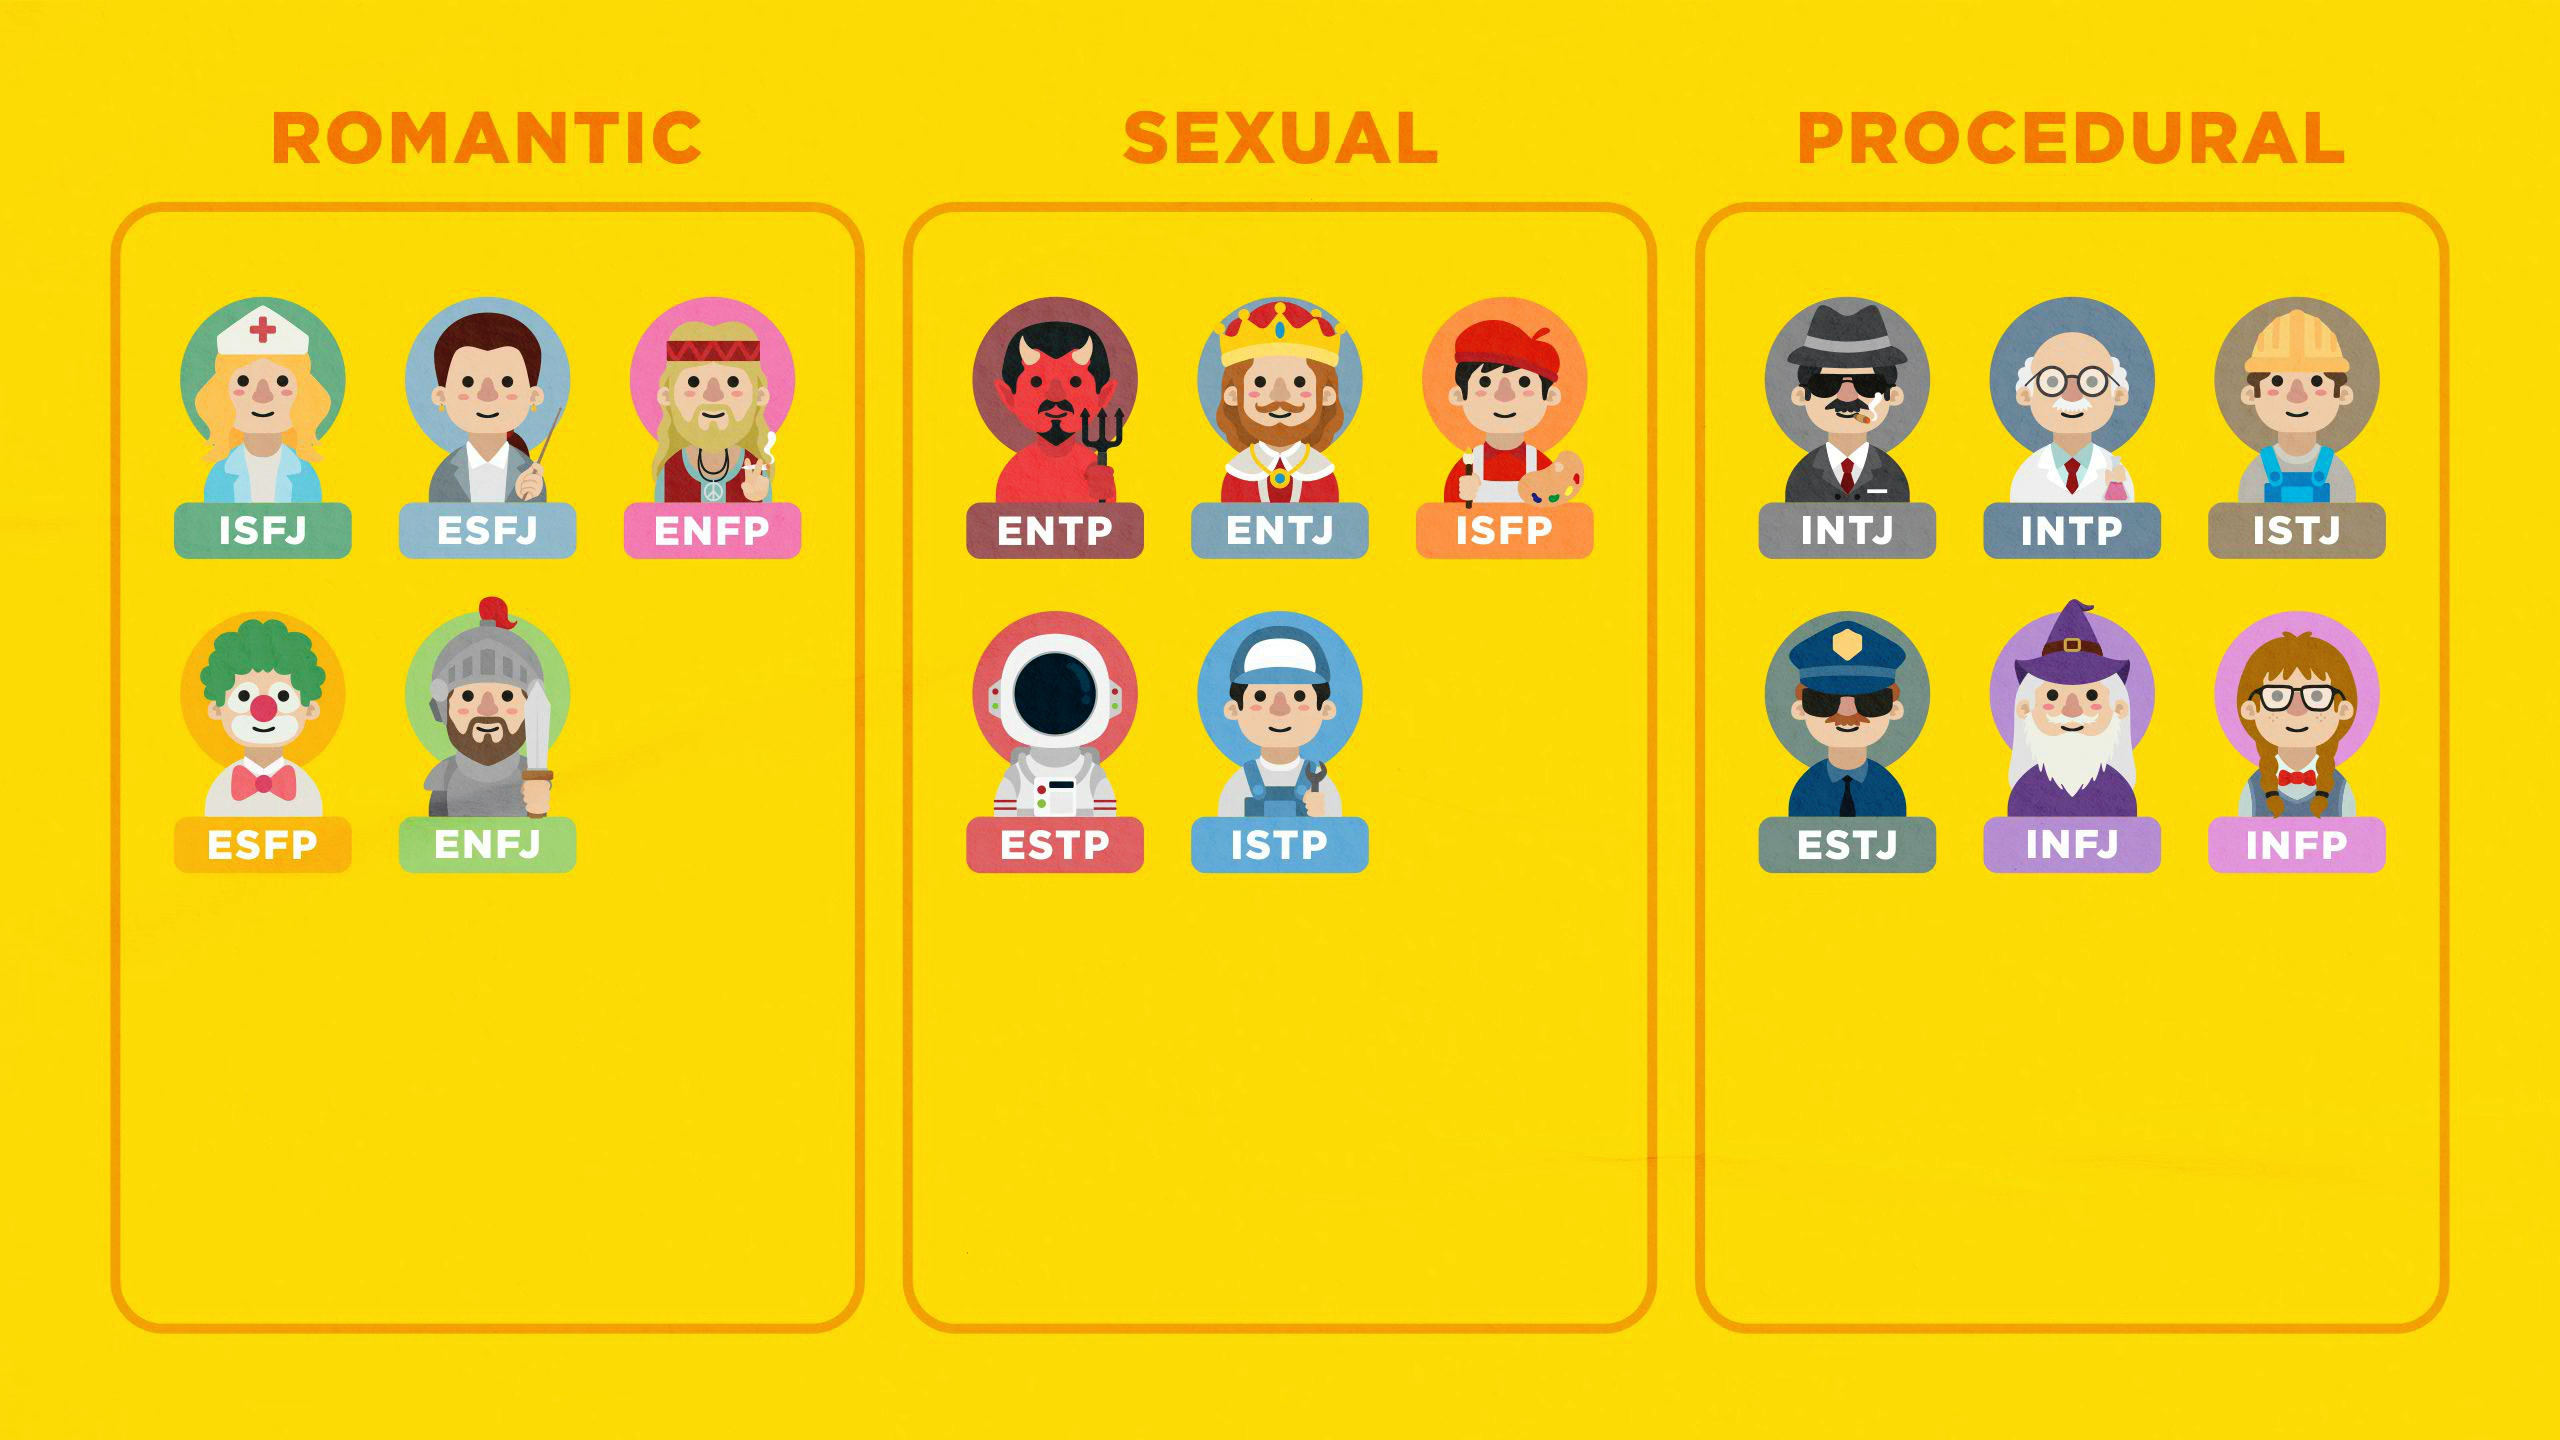 ROMANTIC
SEXUAL
PROCEDURAL
ISFJ
ESFJ
ENFP
ESFP
ENFJ
ENTP
ENTJ
ISFP
ESTP
ISTP
INTJ
INTP
ISTJ
ESTJ
INFJ
INFP